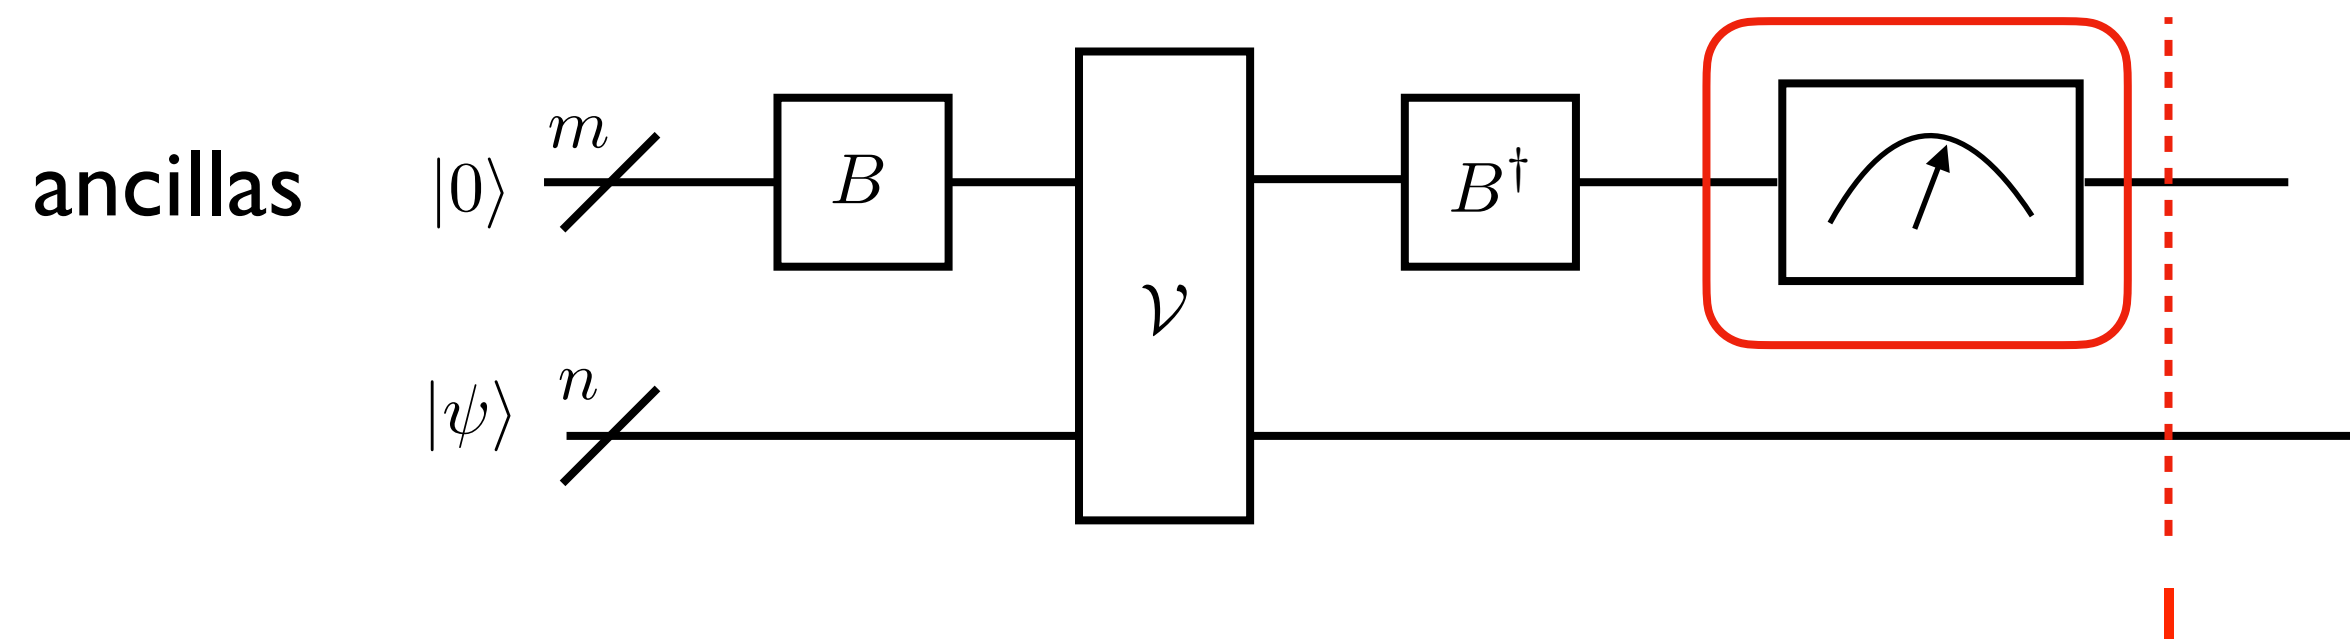 ancillas |0⟩ m B B†
𝒱
|ψ⟩ n